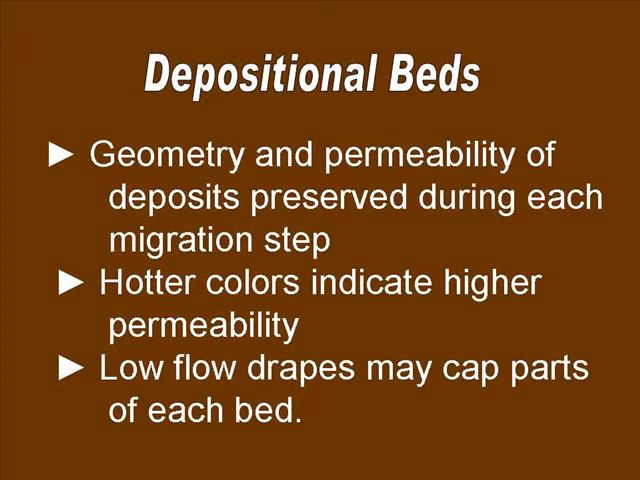 Depositional Beds
► Geometry and permeability of
deposits preserved during each
migration step
► Hotter colors indicate higher
permeability
► Low flow drapes may cap parts
of each bed.